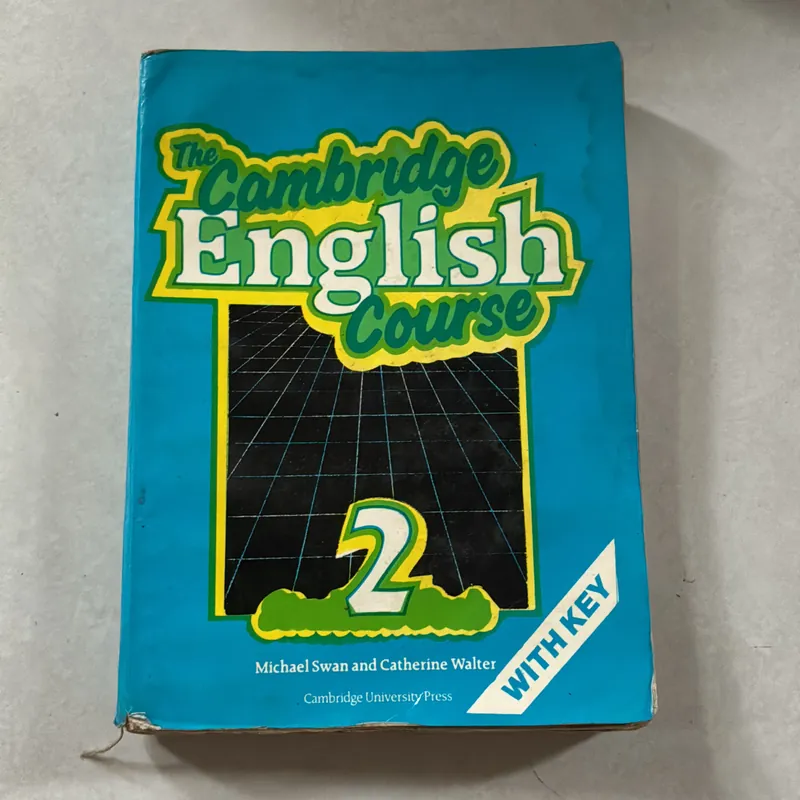 The
Cambridge
English
Course
2
Michael Swan and Catherine Walter
Cambridge University Press
WITH KEY